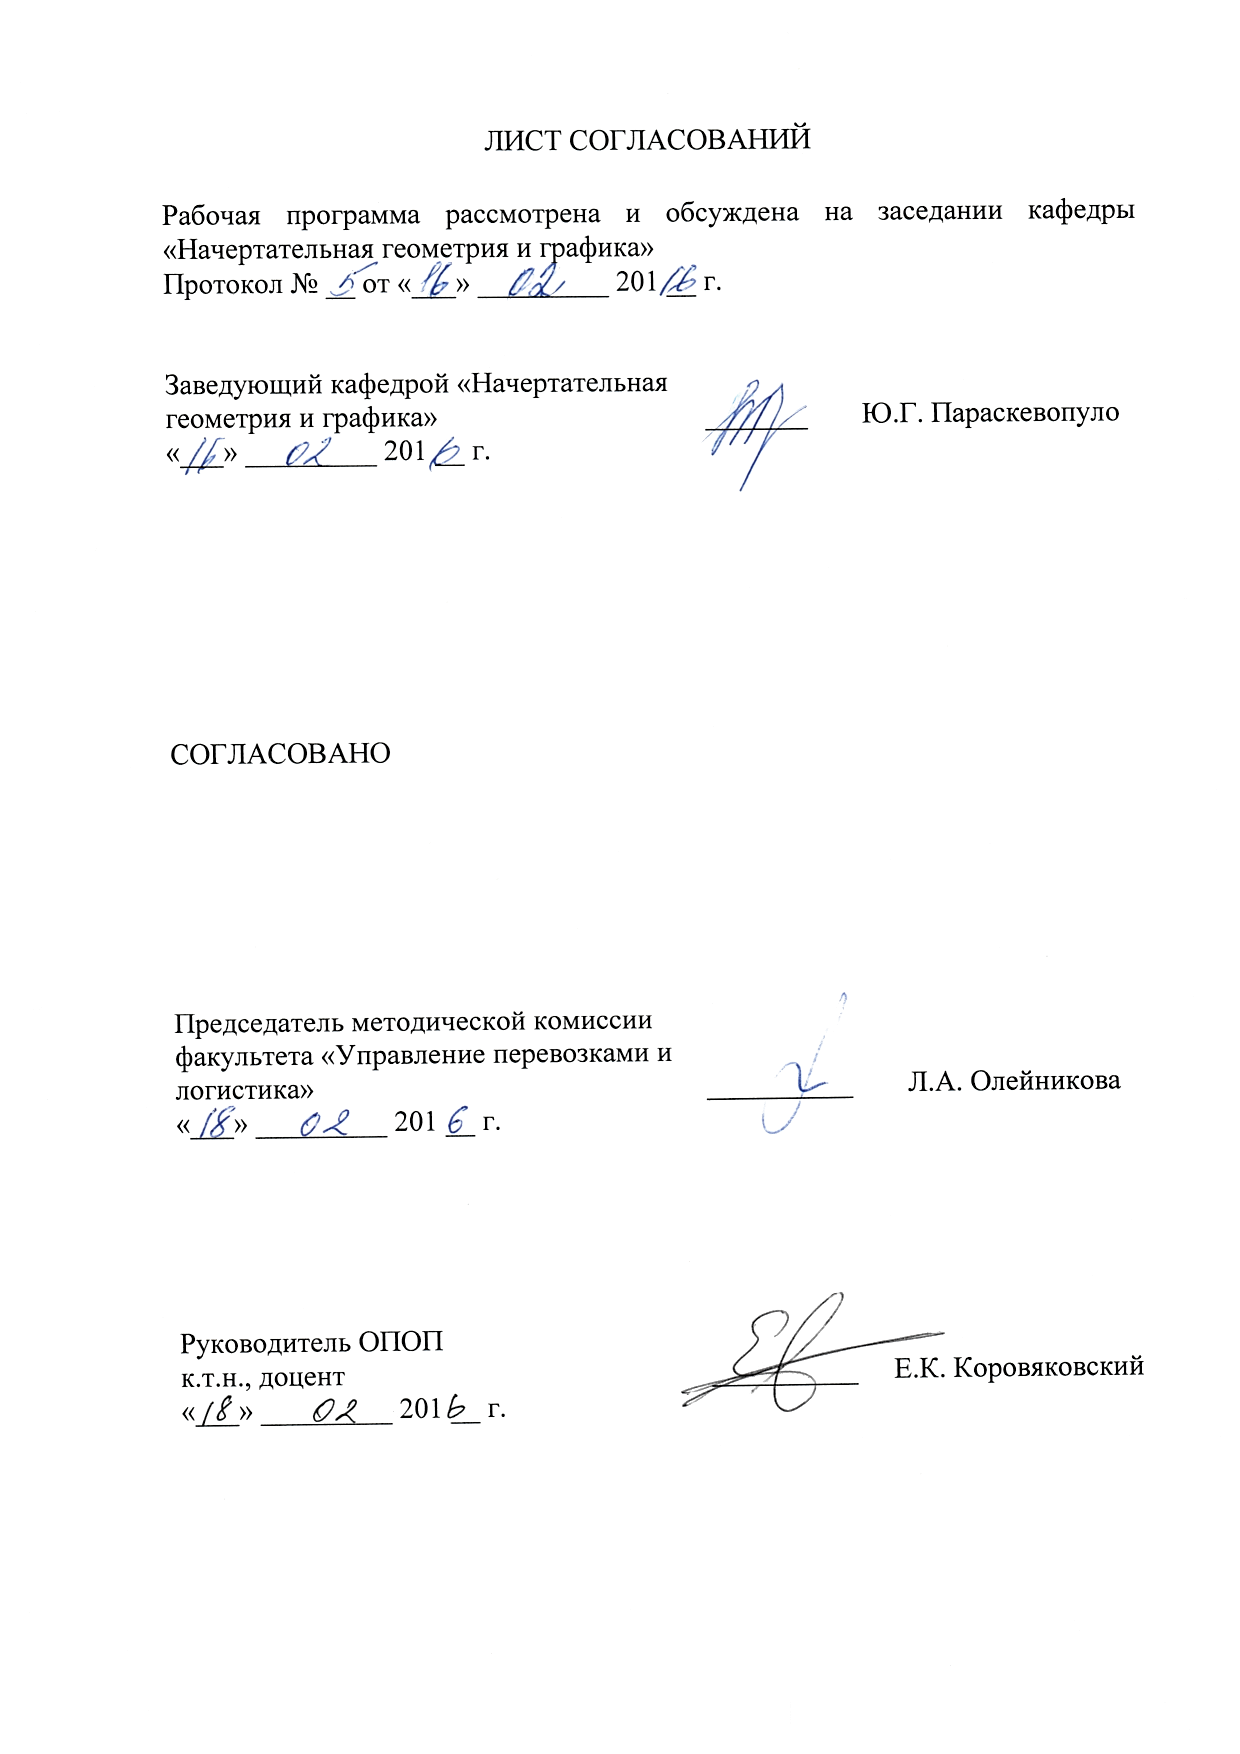 ЛИСТ СОГЛАСОВАНИЙ
Рабочая программа рассмотрена и обсуждена на заседании кафедры
«Начертательная геометрия и графика»
Протокол № 5 от «16» 02 20116 г.
Заведующий кафедрой «Начертательная
геометрия и графика»
«16» 02 2016 г.
Ю.Г. Параскевопуло
СОГЛАСОВАНО
Председатель методической комиссии
факультета «Управление перевозками и
логистика»
«18» 02 2016 г.
Л.А. Олейникова
Руководитель ОПОП
к.т.н., доцент
«18» 02 2016 г.
Е.К. Коровяковский